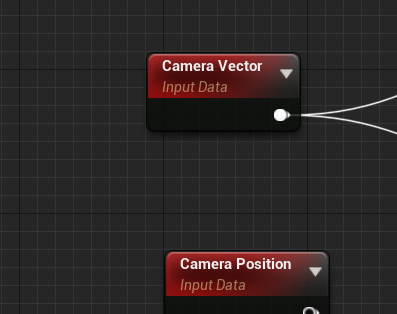 Camera Vector
Input Data
Camera Position
Input Data